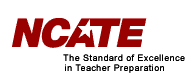 NCATE
The Standard of Excellence
in Teacher Preparation